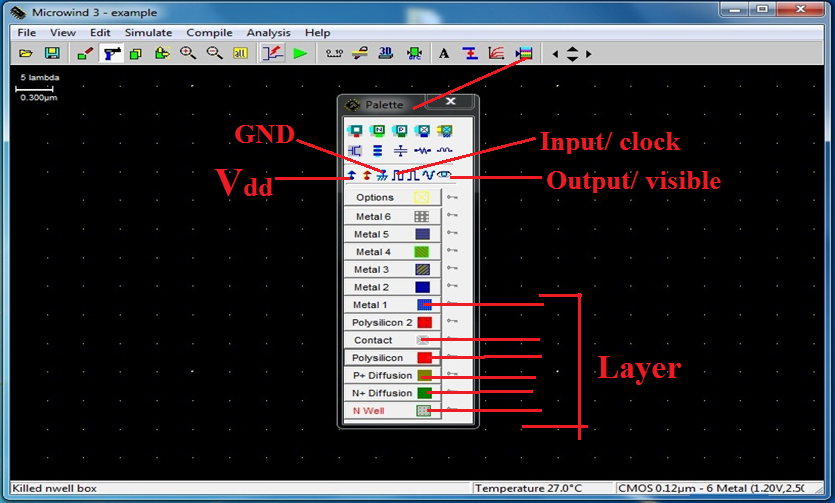 Microwind 3 - example
File View Edit Simulate Compile Analysis Help
all 3D A
5 lambda
0.300µm
Palette
GND
Input/ clock
Vdd
Output/ visible
Options
Metal 6
Metal 5
Metal 4
Metal 3
Metal 2
Metal 1
Polysilicon 2
Contact
Polysilicon
Layer
P+ Diffusion
N+ Diffusion
N Well
Killed nwell box
Temperature 27.0°C
CMOS 0.12µm - 6 Metal (1.20V,2.50